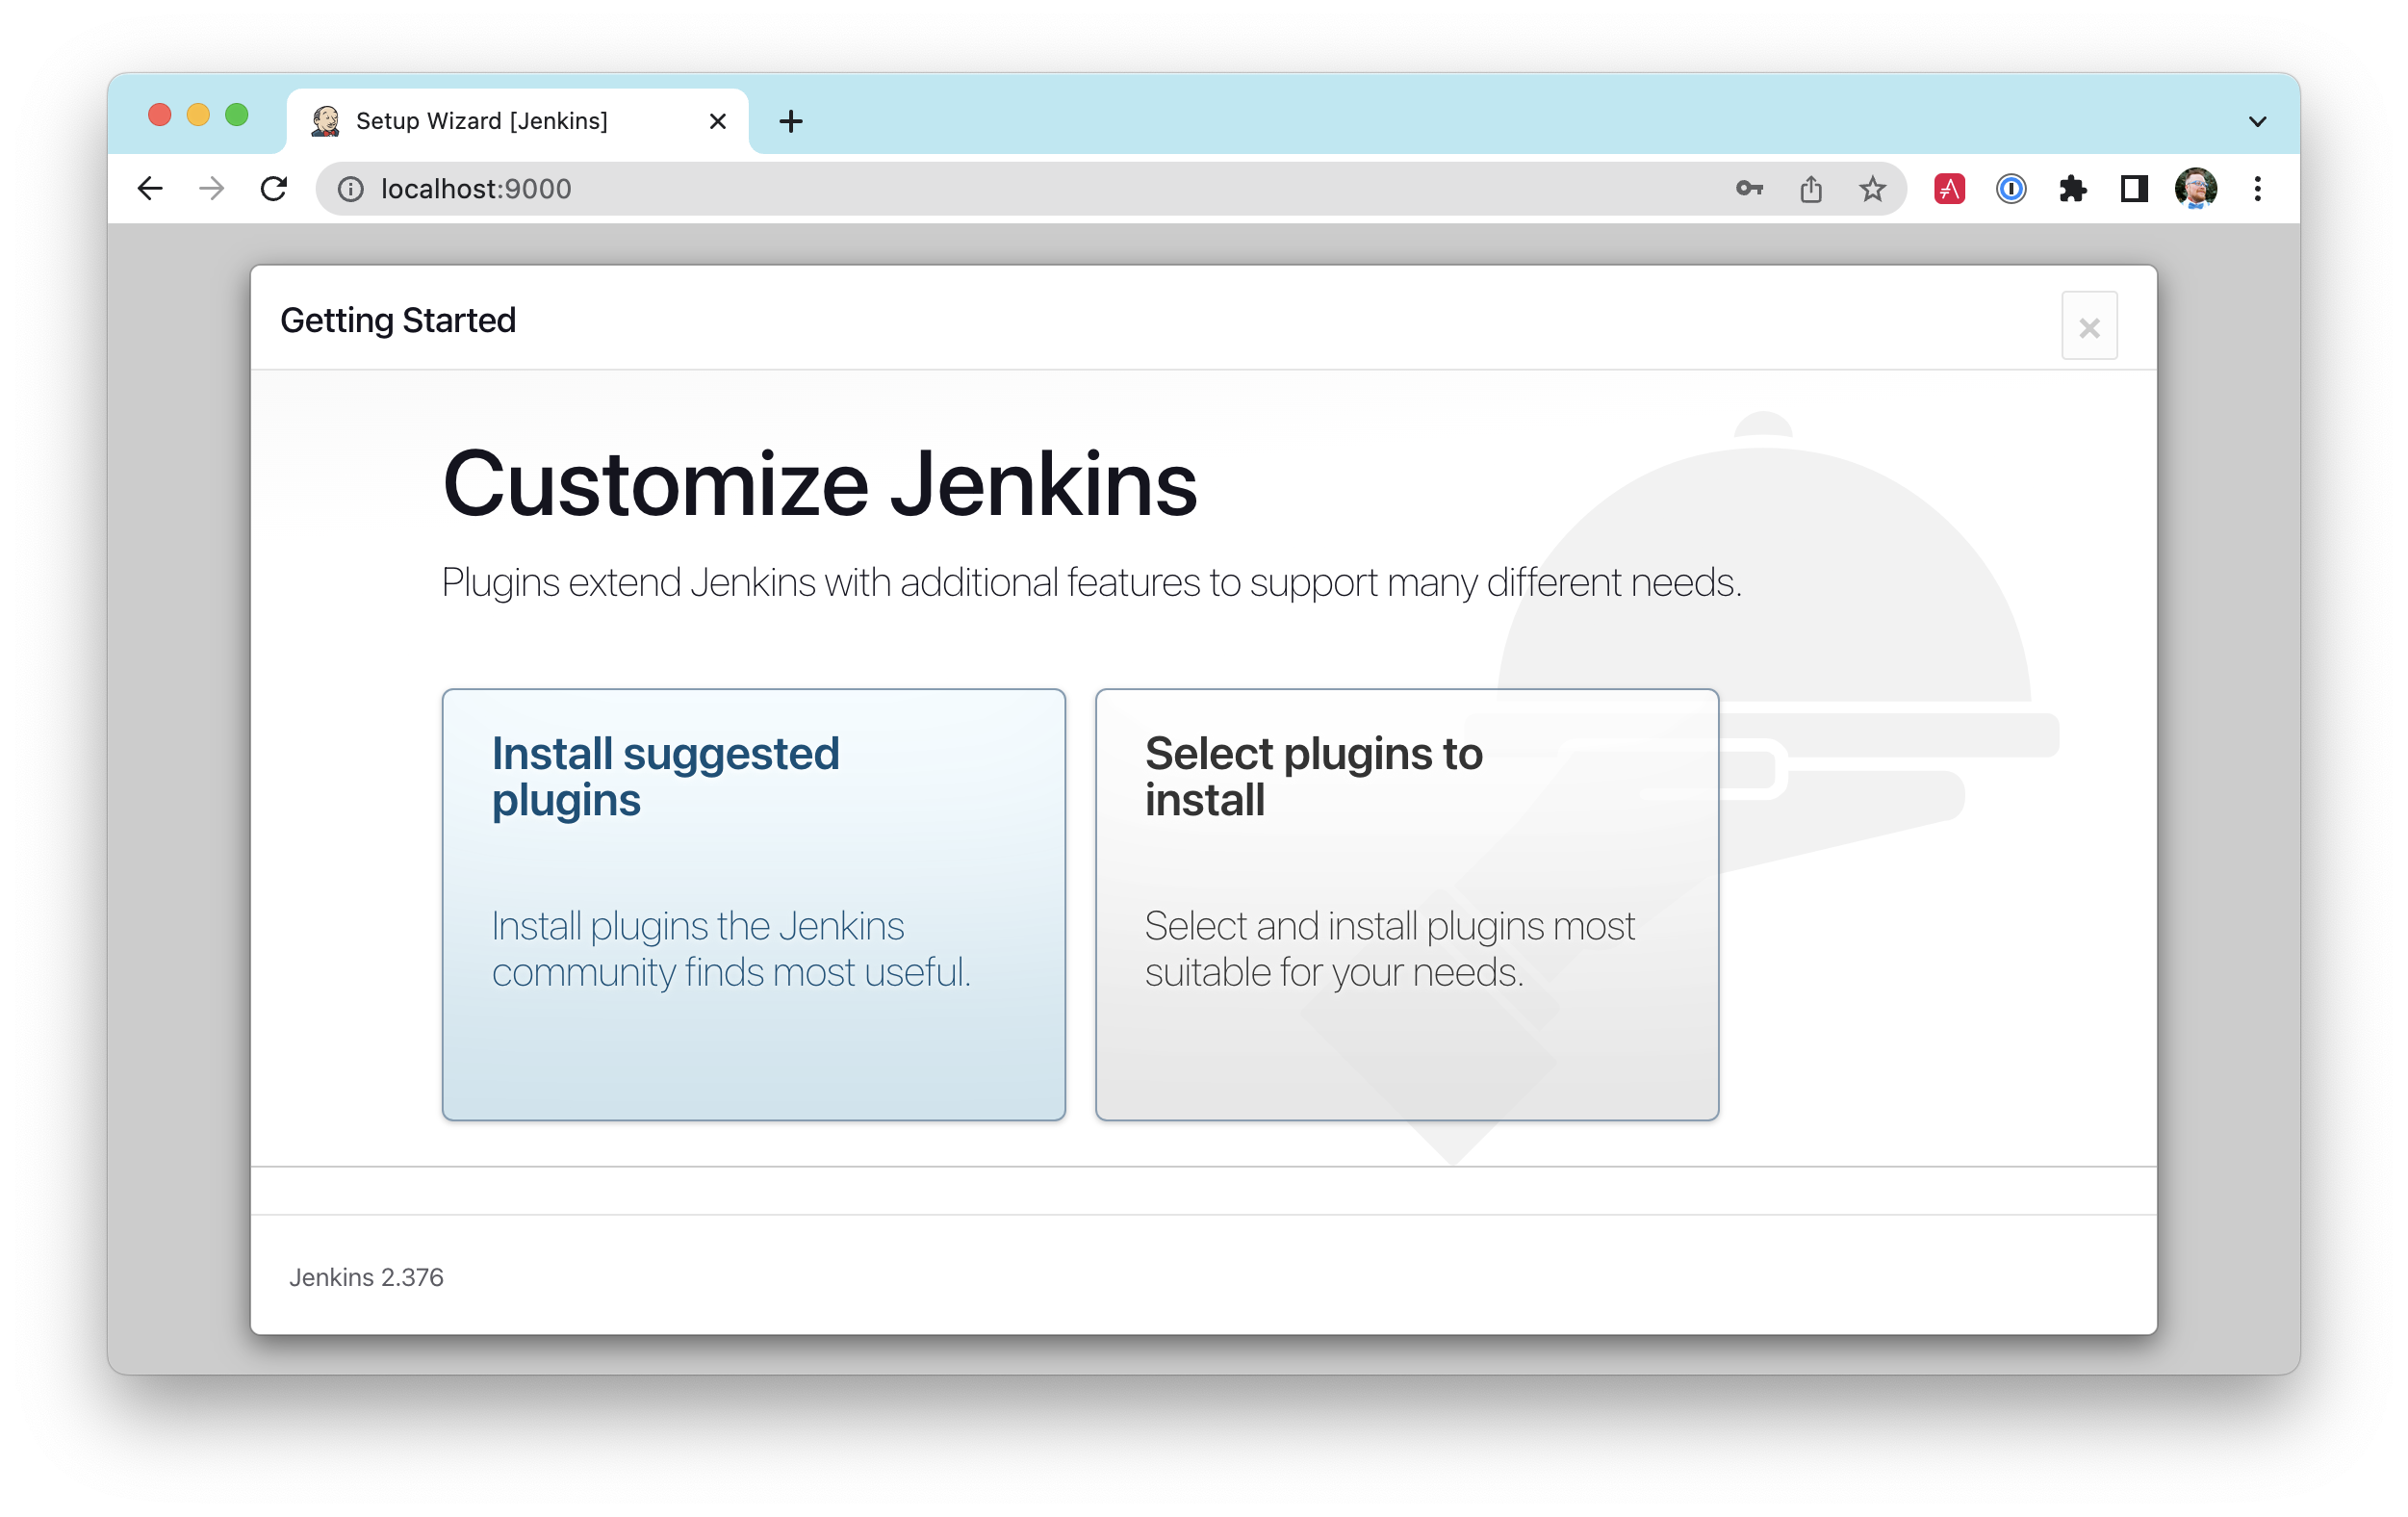 Setup Wizard [Jenkins]
localhost:9000
Getting Started
Customize Jenkins
Plugins extend Jenkins with additional features to support many different needs.
Install suggested
plugins
Install plugins the Jenkins
community finds most useful.
Select plugins to
install
Select and install plugins most
suitable for your needs.
Jenkins 2.376